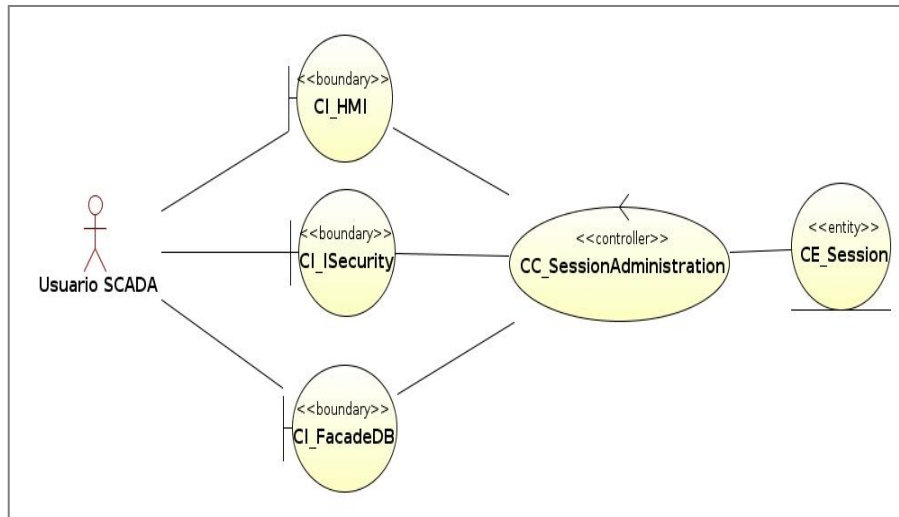 <<boundary>>
CI_HMI
Usuario SCADA
<<boundary>>
CI_ISecurity
<<controller>>
CC_SessionAdministration
<<entity>>
CE_Session
<<boundary>>
CI_FacadeDB